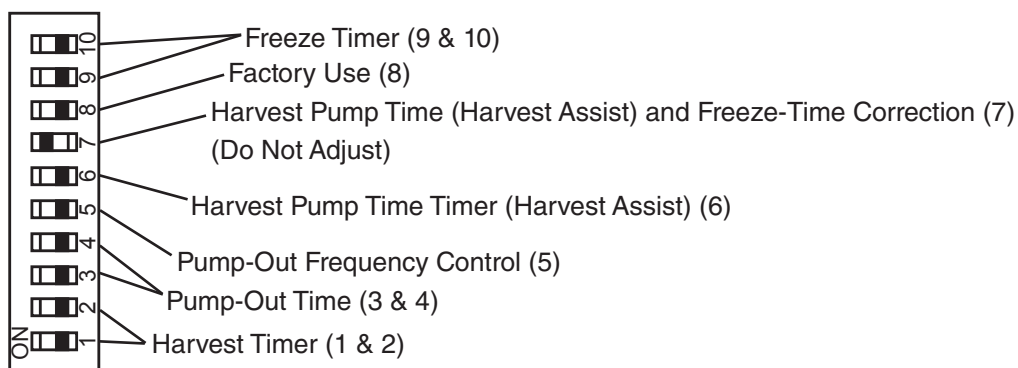 10
Freeze Timer (9 & 10)
9
Factory Use (8)
8
Harvest Pump Time (Harvest Assist) and Freeze-Time Correction (7)
7
(Do Not Adjust)
6
Harvest Pump Time Timer (Harvest Assist) (6)
5
4
Pump-Out Frequency Control (5)
3
Pump-Out Time (3 & 4)
2
ON
1
Harvest Timer (1 & 2)